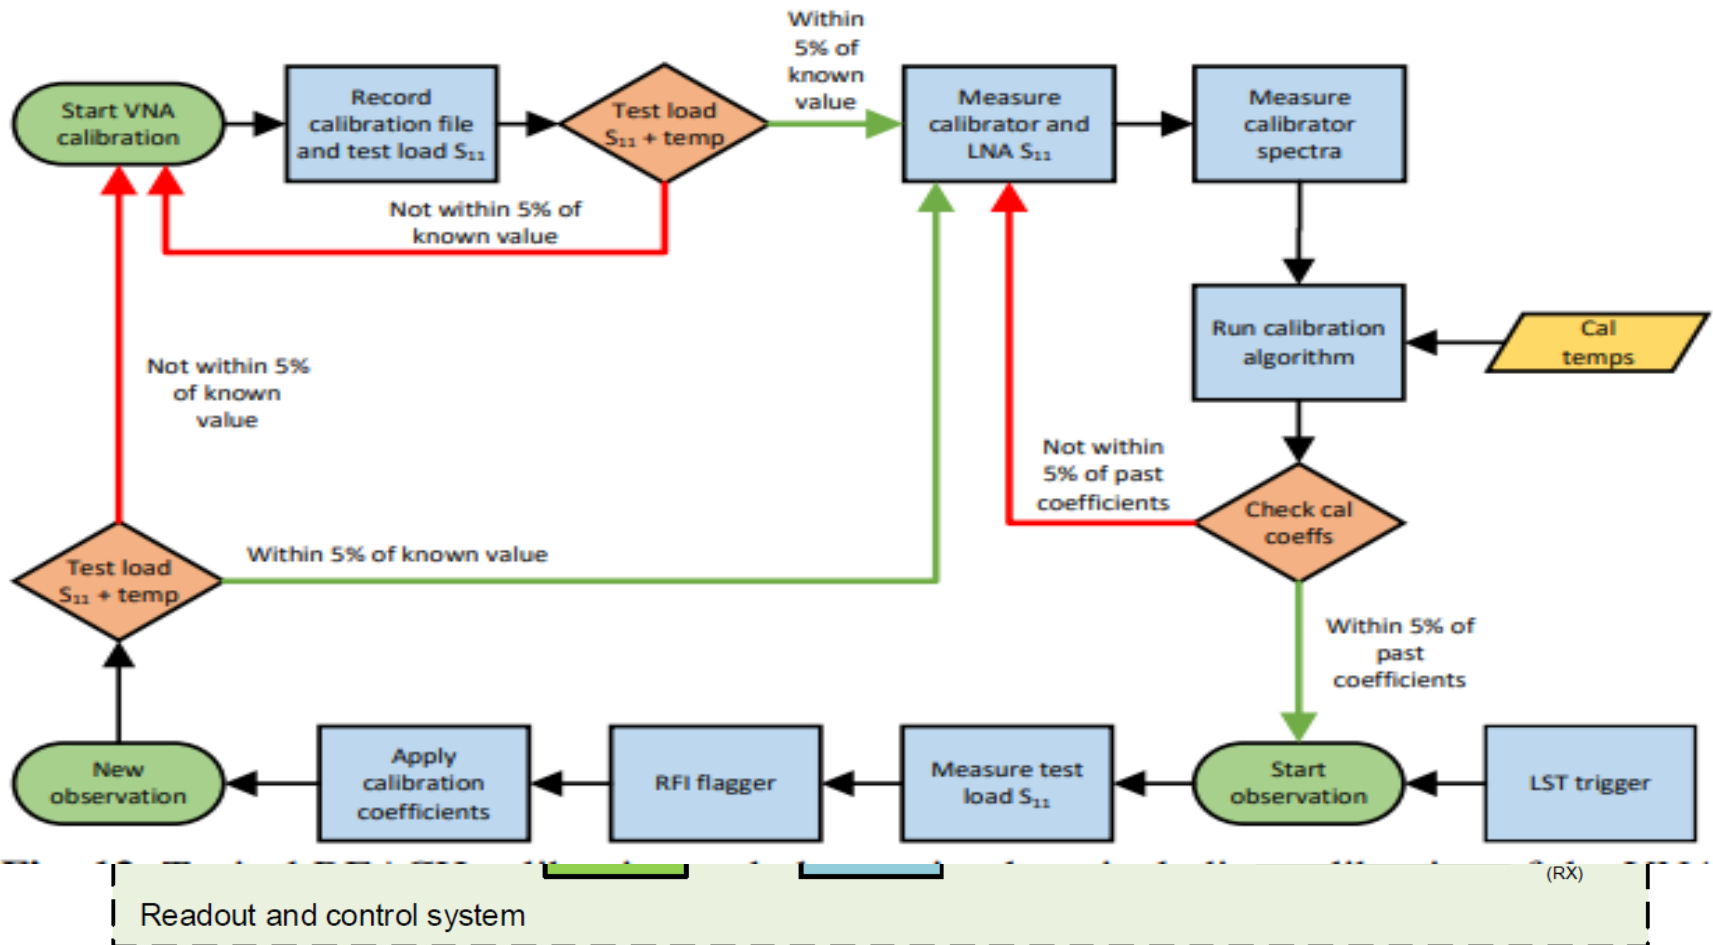 Within
5% of
known
value
Start VNA
calibration
Record
calibration file
and test load S₁₁
Test load
S₁₁ + temp
Measure
calibrator and
LNA S₁₁
Measure
calibrator
spectra
Not within 5% of
known value
Run calibration
algorithm
Cal
temps
Not within 5%
of known
value
Not within
5% of past
coefficients
Check cal
coeffs
Within 5% of known value
Test load
S₁₁ + temp
Within 5% of
past
coefficients
New
observation
Apply
calibration
coefficients
RFI flagger
Measure test
load S₁₁
Start
observation
LST trigger
(RX)
Readout and control system